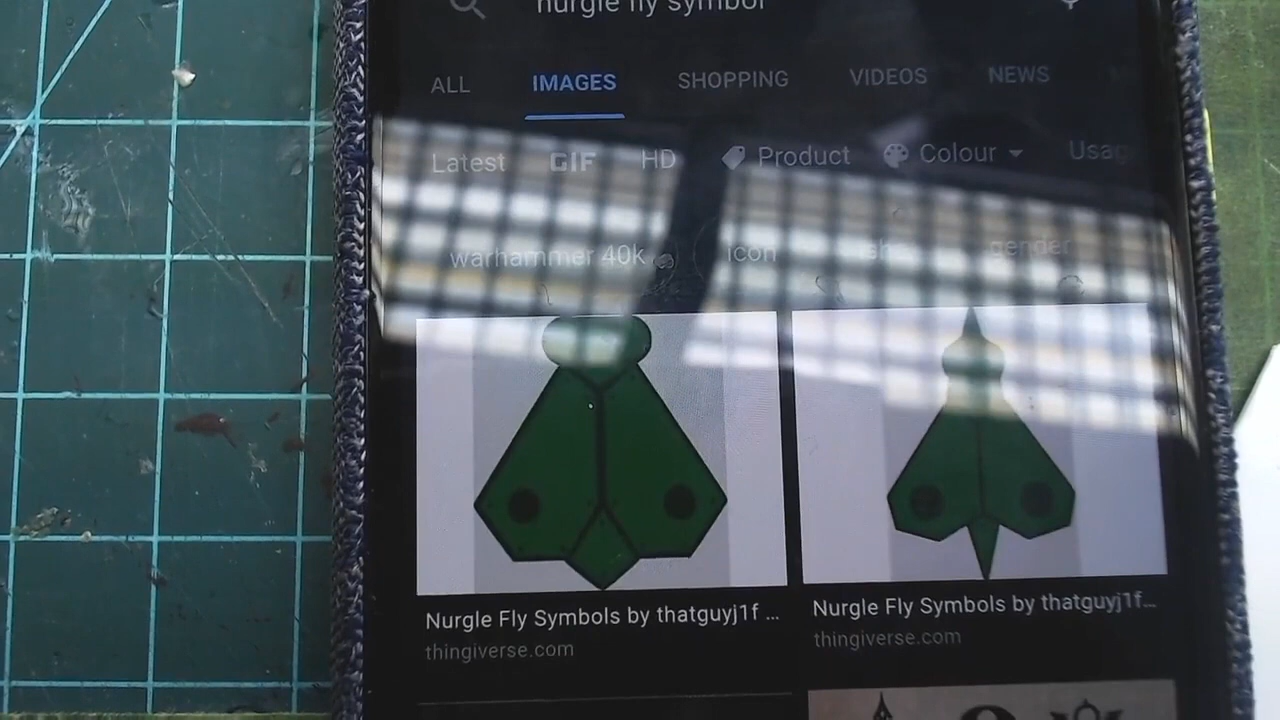 nurgle fly symbol
ALL IMAGES SHOPPING VIDEOS NEWS
Latest GIF HD Product Colour
warhammer 40k icon gender
Nurgle Fly Symbols by thatguyj1f ... Nurgle Fly Symbols by thatguyj1f...
thingiverse.com thingiverse.com